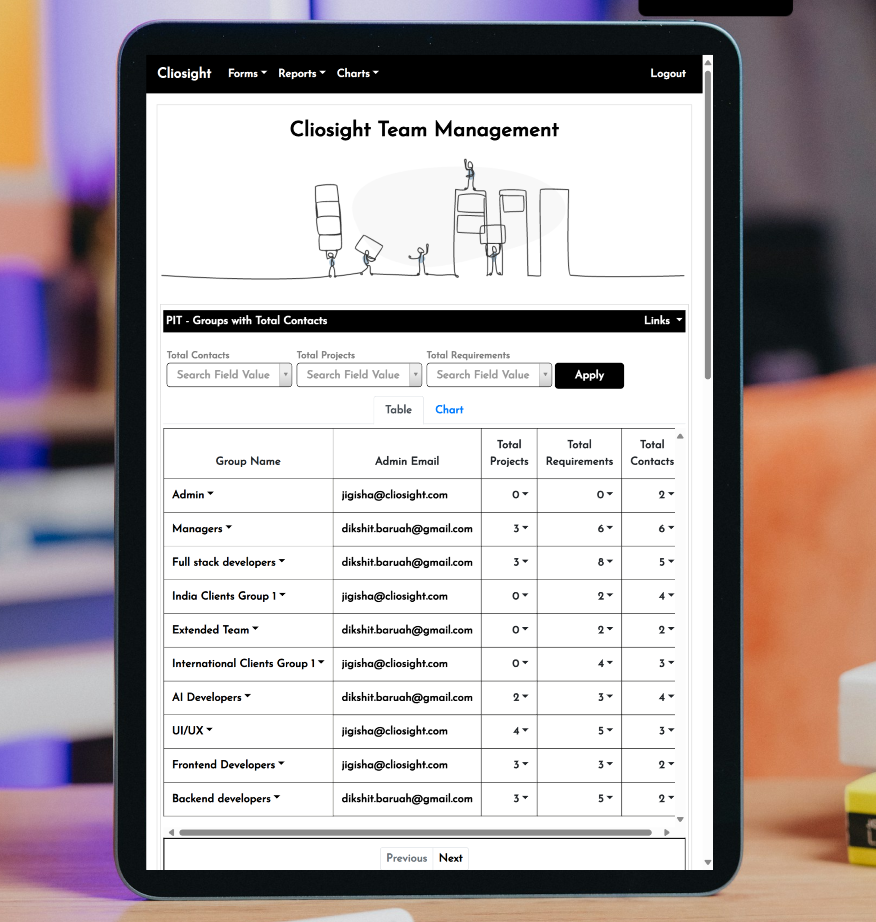 Cliosight Forms Reports Charts Logout
Cliosight Team Management
PIT - Groups with Total Contacts Links
Total Contacts Total Projects Total Requirements
Search Field Value Search Field Value Search Field Value Apply
Table Chart
Group Name Admin Email Total Projects Total Requirements Total Contacts
Admin jigisha@cliosight.com 0 0 2
Managers dikshit.baruah@gmail.com 3 6 6
Full stack developers dikshit.baruah@gmail.com 3 8 5
India Clients Group 1 jigisha@cliosight.com 0 2 4
Extended Team dikshit.baruah@gmail.com 0 2 2
International Clients Group 1 jigisha@cliosight.com 0 4 3
AI Developers dikshit.baruah@gmail.com 2 3 4
UI/UX jigisha@cliosight.com 4 5 3
Frontend Developers jigisha@cliosight.com 3 3 2
Backend developers dikshit.baruah@gmail.com 3 5 2
Previous Next